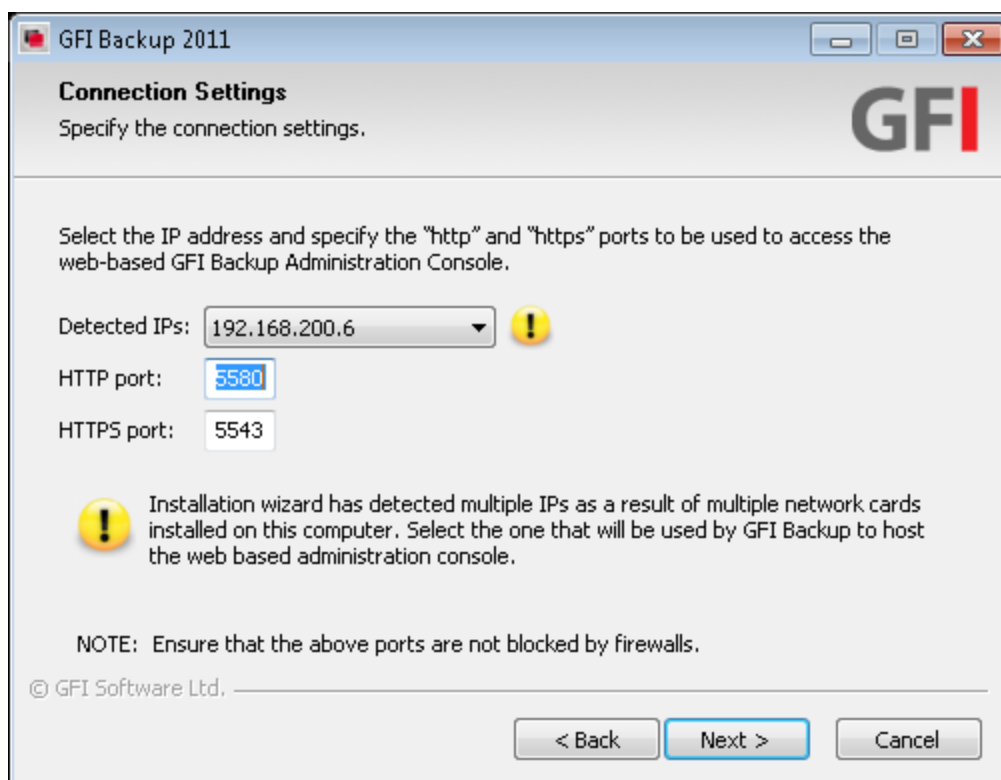 GFI Backup 2011
Connection Settings
Specify the connection settings.
GFI
Select the IP address and specify the "http" and "https" ports to be used to access the
web-based GFI Backup Administration Console.
Detected IPs: 192.168.200.6
HTTP port: 5580
HTTPS port: 5543
Installation wizard has detected multiple IPs as a result of multiple network cards
installed on this computer. Select the one that will be used by GFI Backup to host
the web based administration console.
NOTE: Ensure that the above ports are not blocked by firewalls.
© GFI Software Ltd.
< Back Next > Cancel